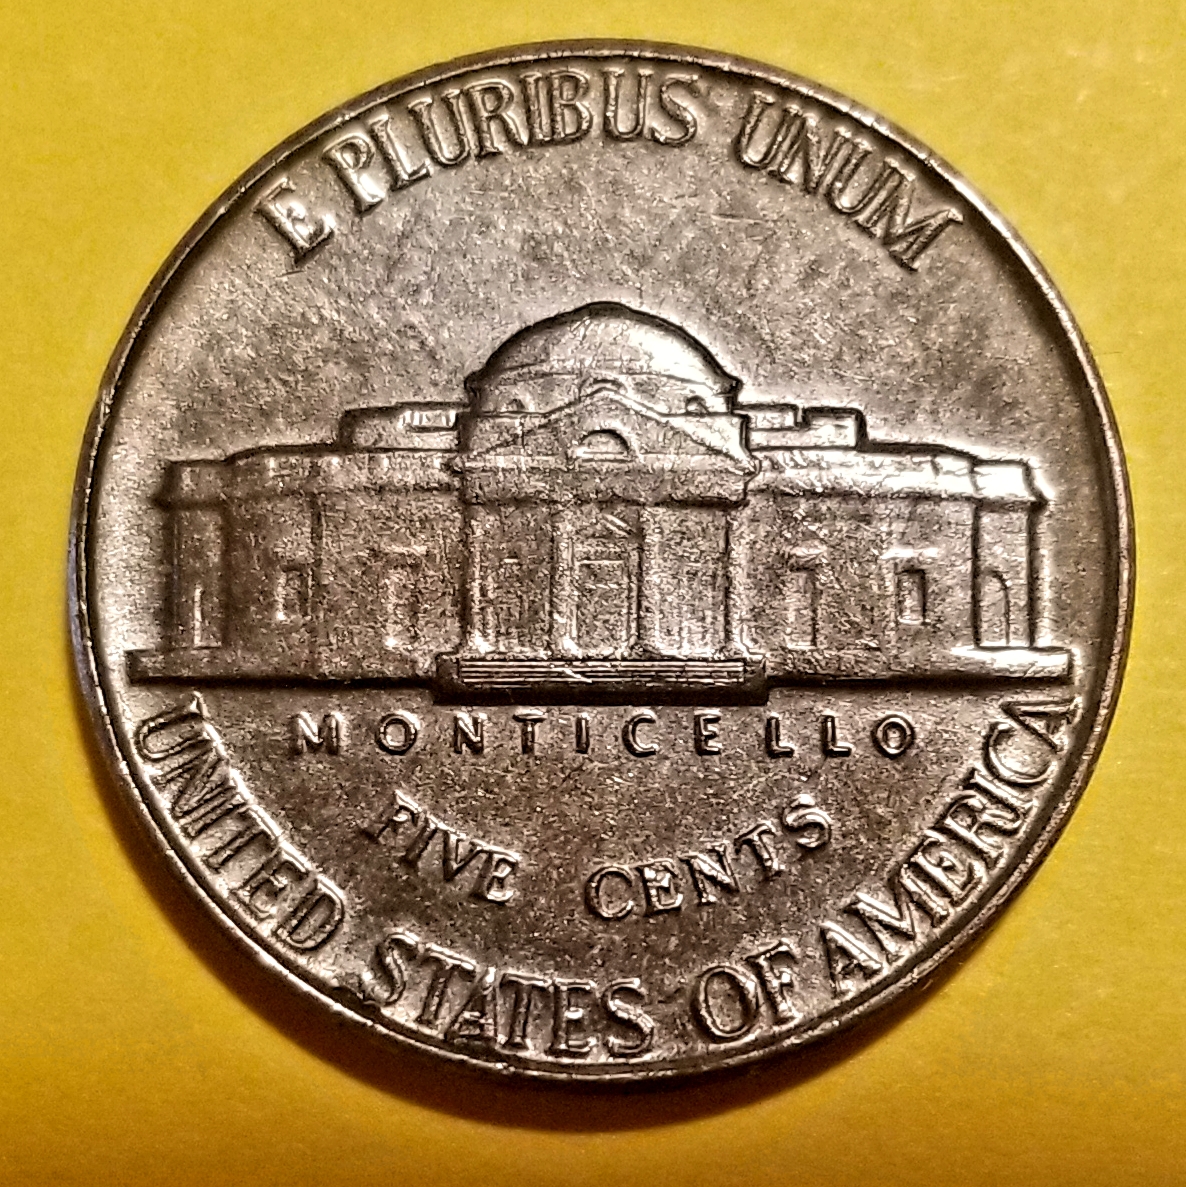 E PLURIBUS UNUM
MONTICELLO
FIVE CENTS
UNITED STATES OF AMERICA